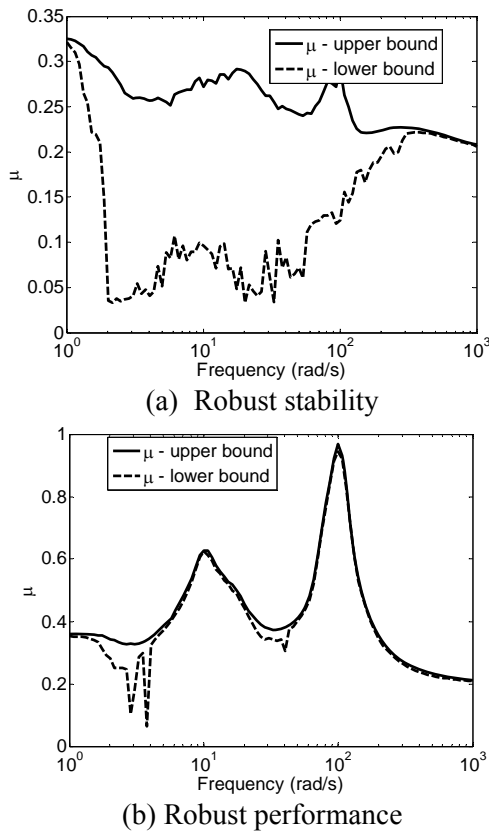 0.35
0.3
0.25
0.2
0.15
0.1
0.05
0
μ
μ - upper bound
μ - lower bound
10^0 10^1 10^2 10^3
Frequency (rad/s)
(a) Robust stability
1
0.8
0.6
0.4
0.2
0
μ
μ - upper bound
μ - lower bound
10^0 10^1 10^2 10^3
Frequency (rad/s)
(b) Robust performance